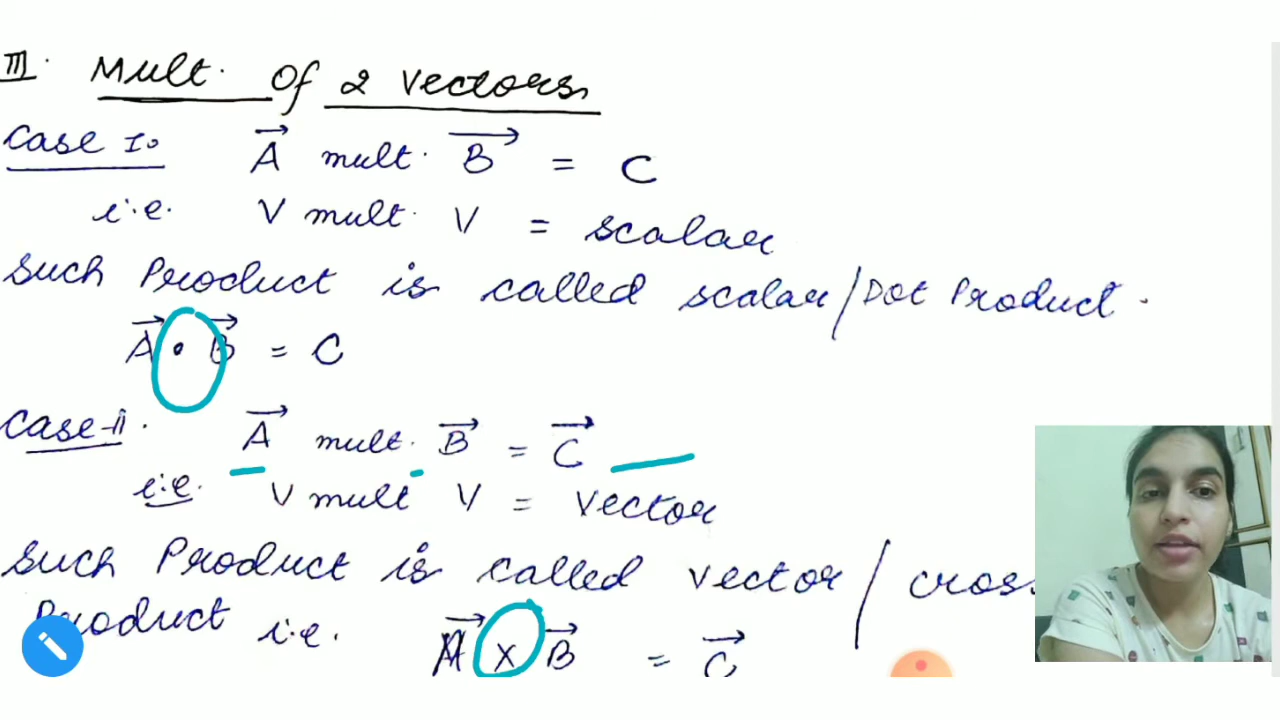 III. Mult. Of 2 Vectors
Case I. A mult. B = C
i.e. V mult. V = scalar
Such Product is called scalar/Dot Product.
A • B = C
Case-II. A mult. B = C
i.e. V mult V = Vector
Such Product is called vector / cross
Product i.e. A x B = C